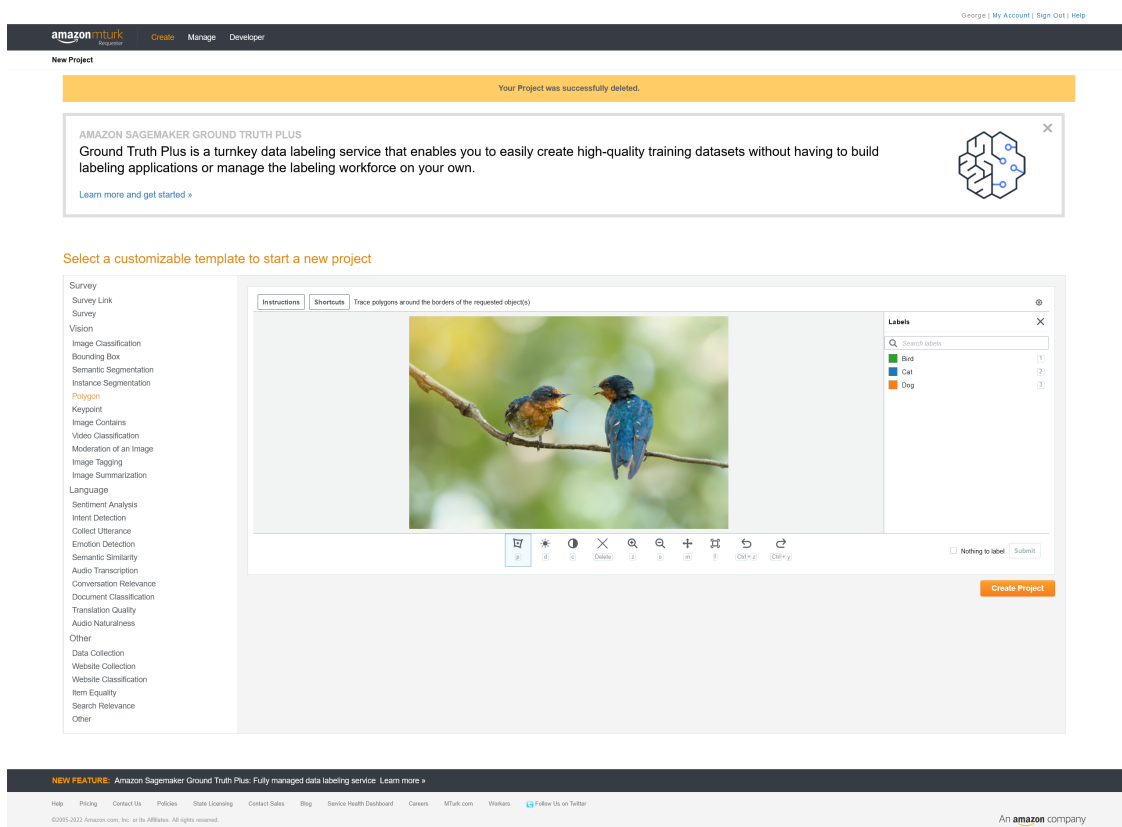 George | My Account | Sign Out | Help
amazon mturk
Requester
Create Manage Developer
New Project
Your Project was successfully deleted.
AMAZON SAGEMAKER GROUND TRUTH PLUS
Ground Truth Plus is a turnkey data labeling service that enables you to easily create high-quality training datasets without having to build
labeling applications or manage the labeling workforce on your own.
Learn more and get started »
Select a customizable template to start a new project
Survey
Survey Link
Survey
Vision
Image Classification
Bounding Box
Semantic Segmentation
Instance Segmentation
Polygon
Keypoint
Image Contains
Video Classification
Moderation of an Image
Image Tagging
Image Summarization
Language
Sentiment Analysis
Intent Detection
Collect Utterance
Emotion Detection
Semantic Similarity
Audio Transcription
Conversation Relevance
Document Classification
Translation Quality
Audio Naturalness
Other
Data Collection
Website Collection
Website Classification
Item Equality
Search Relevance
Other
Instructions Shortcuts Trace polygons around the borders of the requested object(s)
Labels
Search labels
Bird 1
Cat 2
Dog 3
p d c Delete z o m f Ctrl + z Ctrl + y
Nothing to label Submit
Create Project
NEW FEATURE: Amazon Sagemaker Ground Truth Plus: Fully managed data labeling service Learn more »
Help Pricing Contact Us Policies State Licensing Contact Sales Blog Service Health Dashboard Careers MTurk.com Workers Follow Us on Twitter
©2005-2022 Amazon.com, Inc. or its Affiliates. All rights reserved.
An amazon company